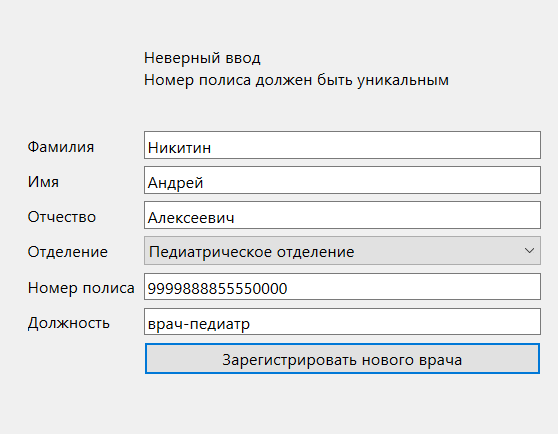 Неверный ввод
Номер полиса должен быть уникальным
Фамилия Никитин
Имя Андрей
Отчество Алексеевич
Отделение Педиатрическое отделение
Номер полиса 9999888855550000
Должность врач-педиатр
Зарегистрировать нового врача